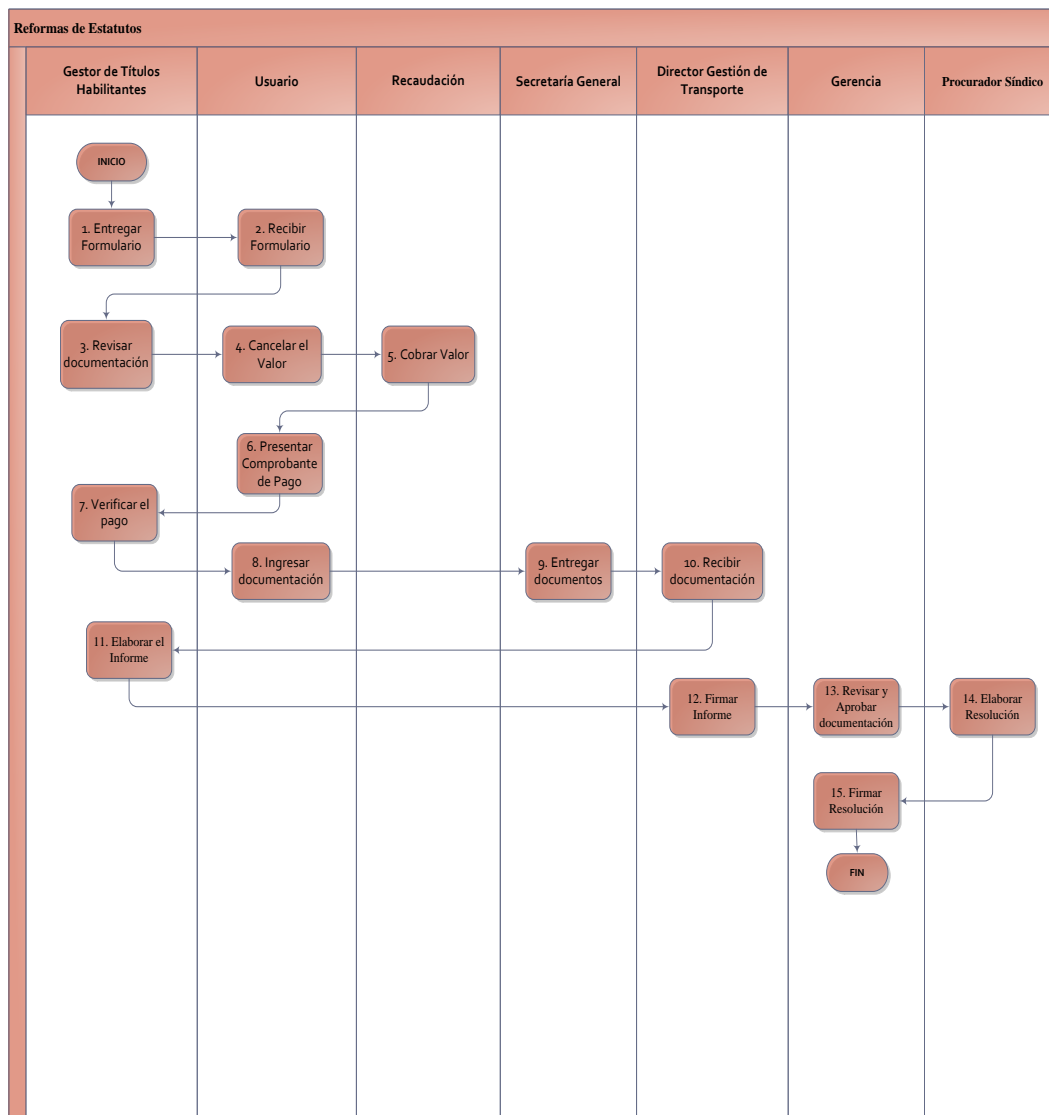 Reformas de Estatutos
Gestor de Títulos
Habilitantes
Usuario
Recaudación
Secretaría General
Director Gestión de
Transporte
Gerencia
Procurador Síndico
INICIO
1. Entregar
Formulario
2. Recibir
Formulario
3. Revisar
documentación
4. Cancelar el
Valor
5. Cobrar Valor
6. Presentar
Comprobante
de Pago
7. Verificar el
pago
8. Ingresar
documentación
9. Entregar
documentos
10. Recibir
documentación
11. Elaborar el
Informe
12. Firmar
Informe
13. Revisar y
Aprobar
documentación
14. Elaborar
Resolución
15. Firmar
Resolución
FIN